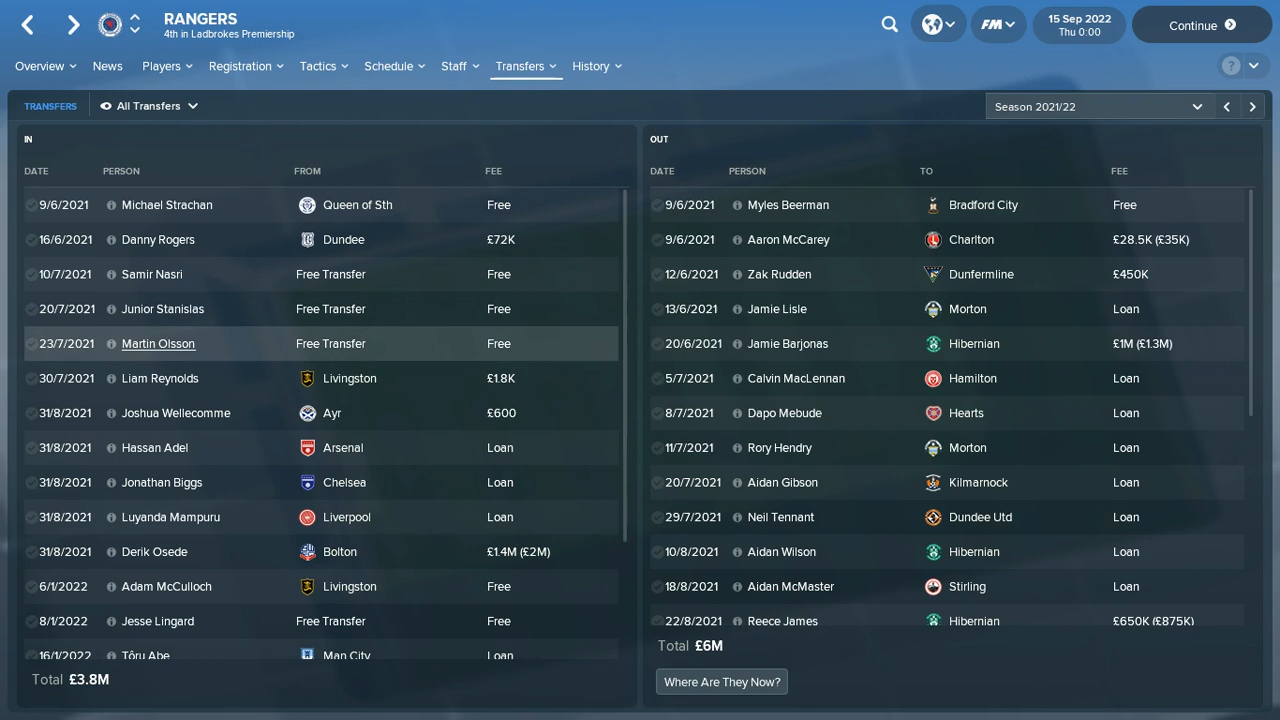 RANGERS
4th in Ladbrokes Premiership
FM
15 Sep 2022
Thu 0:00
Continue
Overview News Players Registration Tactics Schedule Staff Transfers History
?
TRANSFERS All Transfers Season 2021/22
IN
DATE PERSON FROM FEE
9/6/2021 Michael Strachan Queen of Sth Free
16/6/2021 Danny Rogers Dundee £72K
10/7/2021 Samir Nasri Free Transfer Free
20/7/2021 Junior Stanislas Free Transfer Free
23/7/2021 Martin Olsson Free Transfer Free
30/7/2021 Liam Reynolds Livingston £1.8K
31/8/2021 Joshua Wellecomme Ayr £600
31/8/2021 Hassan Adel Arsenal Loan
31/8/2021 Jonathan Biggs Chelsea Loan
31/8/2021 Luyanda Mampuru Liverpool Loan
31/8/2021 Derik Osede Bolton £1.4M (£2M)
6/1/2022 Adam McCulloch Livingston Free
8/1/2022 Jesse Lingard Free Transfer Free
16/1/2022 Tôru Abe Man City Loan
Total £3.8M
OUT
DATE PERSON TO FEE
9/6/2021 Myles Beerman Bradford City Free
9/6/2021 Aaron McCarey Charlton £28.5K (£35K)
12/6/2021 Zak Rudden Dunfermline £450K
13/6/2021 Jamie Lisle Morton Loan
20/6/2021 Jamie Barjonas Hibernian £1M (£1.3M)
5/7/2021 Calvin MacLennan Hamilton Loan
8/7/2021 Dapo Mebude Hearts Loan
11/7/2021 Rory Hendry Morton Loan
20/7/2021 Aidan Gibson Kilmarnock Loan
29/7/2021 Neil Tennant Dundee Utd Loan
10/8/2021 Aidan Wilson Hibernian Loan
18/8/2021 Aidan McMaster Stirling Loan
22/8/2021 Reece James Hibernian £650K (£875K)
Total £6M
Where Are They Now?